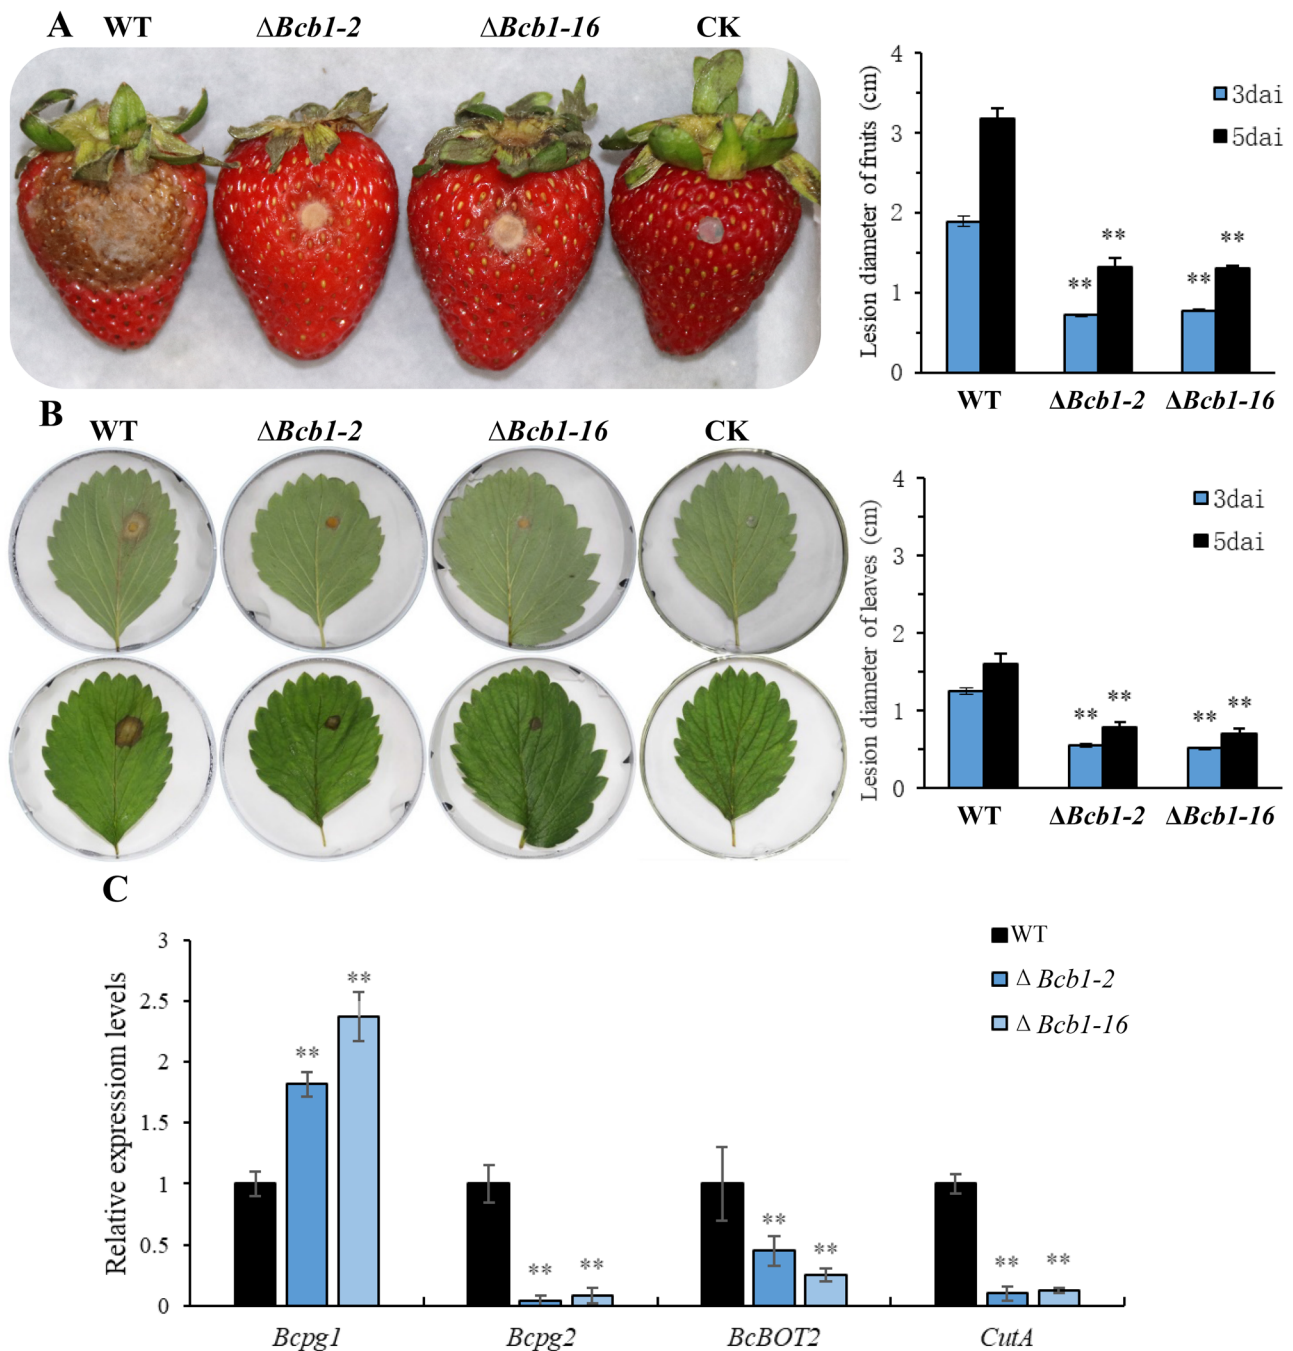 A WT ΔBcb1-2 ΔBcb1-16 CK
Lesion diameter of fruits (cm)
4
3
2
1
0
3dai
5dai
** ** ** **
WT ΔBcb1-2 ΔBcb1-16
B WT ΔBcb1-2 ΔBcb1-16 CK
Lesion diameter of leaves (cm)
4
3
2
1
0
3dai
5dai
** ** ** **
WT ΔBcb1-2 ΔBcb1-16
C
Relative expressiom levels
3
2.5
2
1.5
1
0.5
0
WT
Δ Bcb1-2
Δ Bcb1-16
** ** ** ** ** ** ** **
Bcpg1 Bcpg2 BcBOT2 CutA